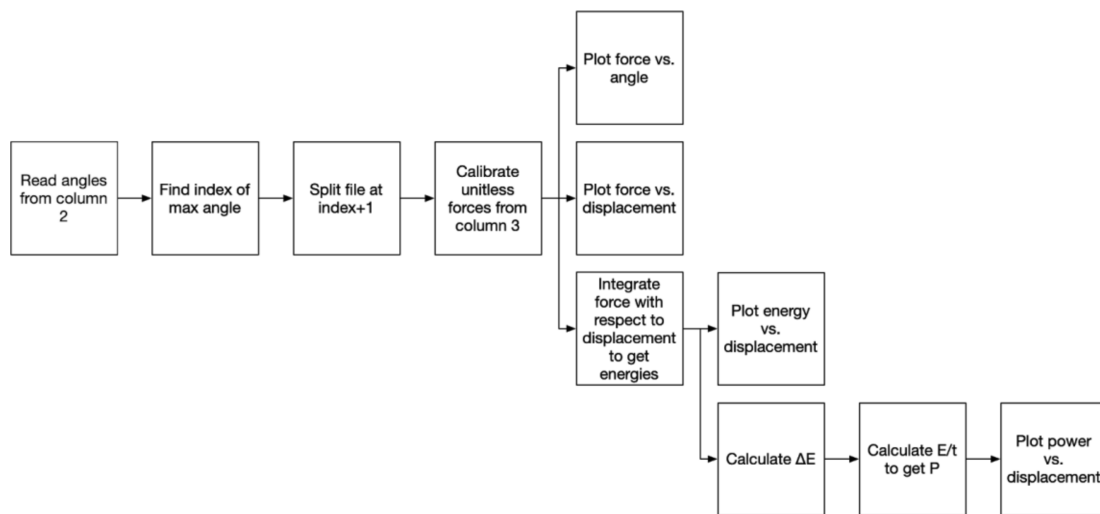 Plot force vs.
angle
Read angles
from column
2
Find index of
max angle
Split file at
index+1
Calibrate
unitless
forces from
column 3
Plot force vs.
displacement
Integrate
force with
respect to
displacement
to get
energies
Plot energy
vs.
displacement
Calculate ΔE
Calculate E/t
to get P
Plot power
vs.
displacement